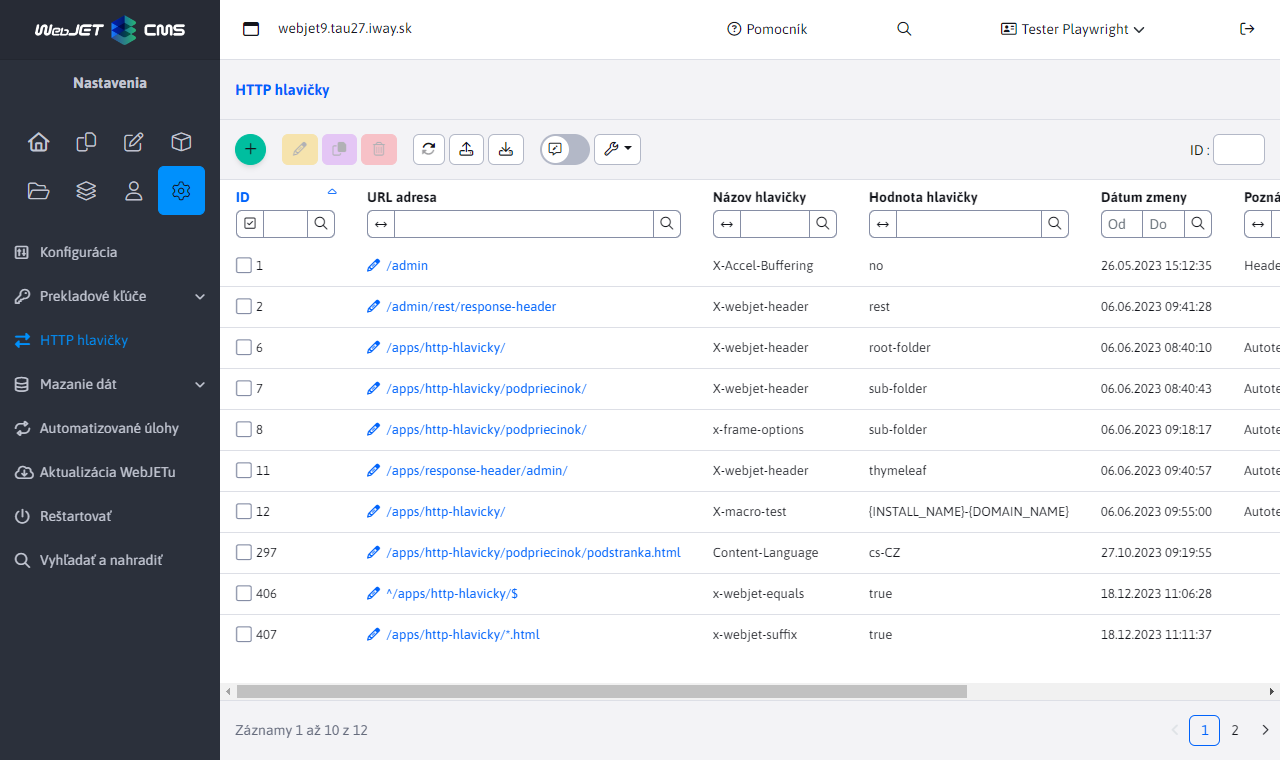 WebJET CMS
webjet9.tau27.iway.sk
Pomocník
Tester Playwright
Nastavenia
Konfigurácia
Prekladové kľúče
HTTP hlavičky
Mazanie dát
Automatizované úlohy
Aktualizácia WebJETu
Reštartovať
Vyhľadať a nahradiť
HTTP hlavičky
ID :
ID URL adresa Názov hlavičky Hodnota hlavičky Dátum zmeny Pozná
Od Do
1 /admin X-Accel-Buffering no 26.05.2023 15:12:35 Heade
2 /admin/rest/response-header X-webjet-header rest 06.06.2023 09:41:28
6 /apps/http-hlavicky/ X-webjet-header root-folder 06.06.2023 08:40:10 Autote
7 /apps/http-hlavicky/podpriecinok/ X-webjet-header sub-folder 06.06.2023 08:40:43 Autote
8 /apps/http-hlavicky/podpriecinok/ x-frame-options sub-folder 06.06.2023 09:18:17 Autote
11 /apps/response-header/admin/ X-webjet-header thymeleaf 06.06.2023 09:40:57 Autote
12 /apps/http-hlavicky/ X-macro-test {INSTALL_NAME}-{DOMAIN_NAME} 06.06.2023 09:55:00 Autote
297 /apps/http-hlavicky/podpriecinok/podstranka.html Content-Language cs-CZ 27.10.2023 09:19:55
406 ^/apps/http-hlavicky/$ x-webjet-equals true 18.12.2023 11:06:28
407 /apps/http-hlavicky/*.html x-webjet-suffix true 18.12.2023 11:11:37
Záznamy 1 až 10 z 12
1 2